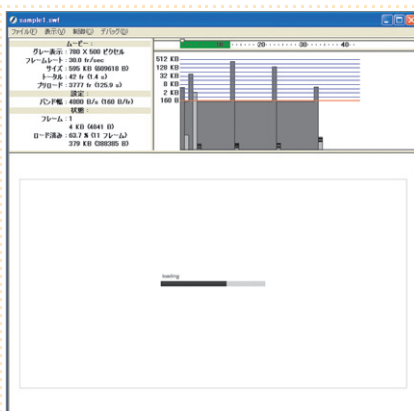 sample1.swf
ファイル(F) 表示(V) 制御(C) デバッグ(D)
ムービー :
グレー表示 : 700 X 500 ピクセル
フレームレート : 30.0 fr/sec
サイズ : 595 KB (609618 B)
トータル : 42 fr (1.4 s)
プリロード : 3777 fr (125.9 s)
設定 :
バンド幅 : 4800 B/s (160 B/fr)
状態 :
フレーム : 1
4 KB (4841 B)
ロード済み : 63.7 % (11 フレーム)
379 KB (388385 B)
10 20 30 40
512 KB
128 KB
32 KB
8 KB
2 KB
160 B
loading